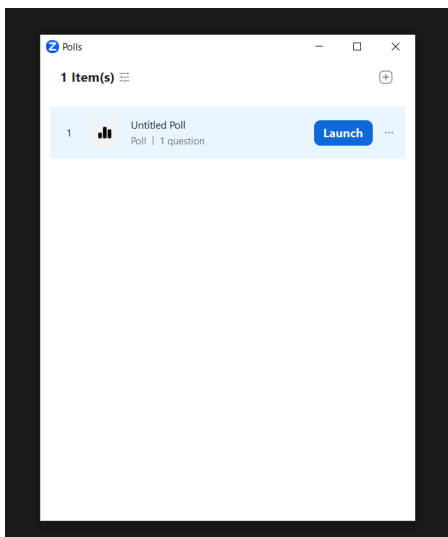 Polls
1 Item(s)
1
Untitled Poll
Poll | 1 question
Launch